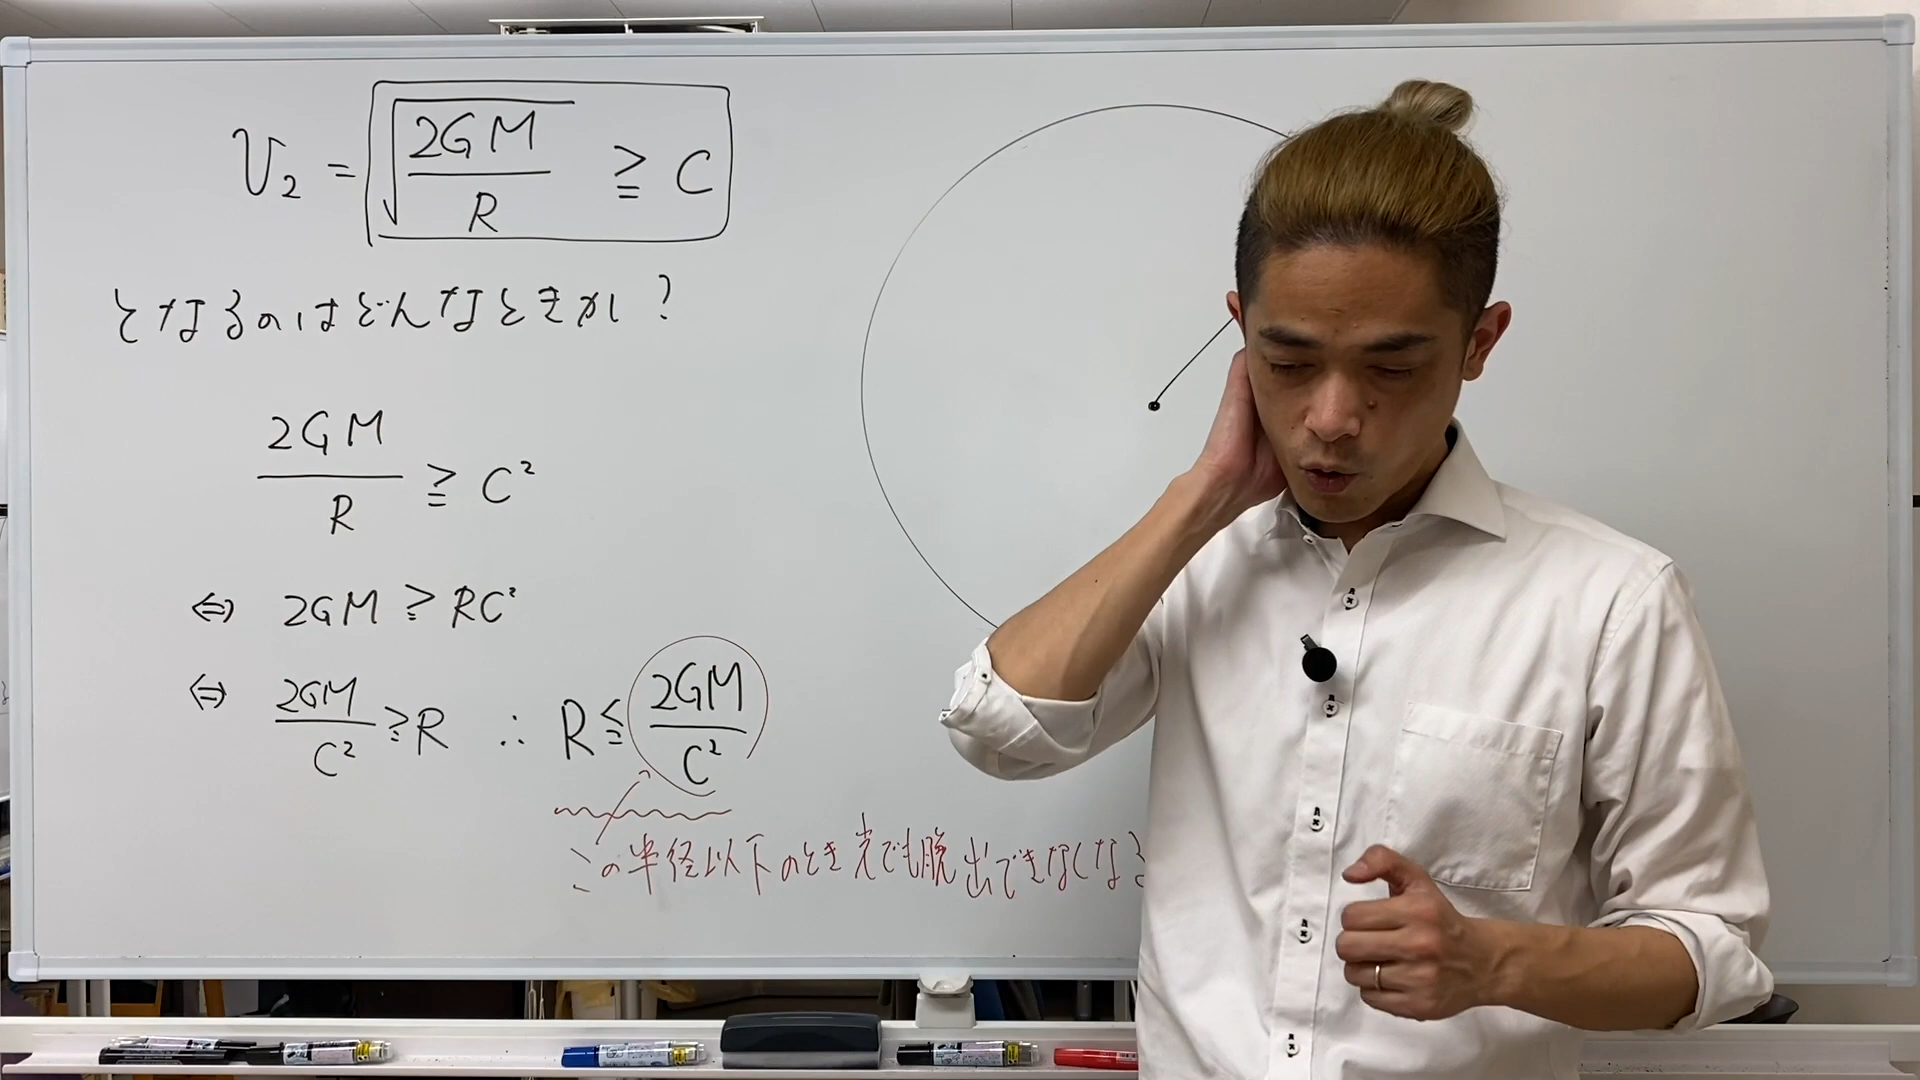 V₂ = √(2GM/R) ≧ C
となるのはどんなときか?
2GM/R ≧ C²
⇔ 2GM ≧ RC²
⇔ 2GM/C² ≧ R ∴ R ≦ 2GM/C²
この半径以下のとき光でも脱出できなくなる